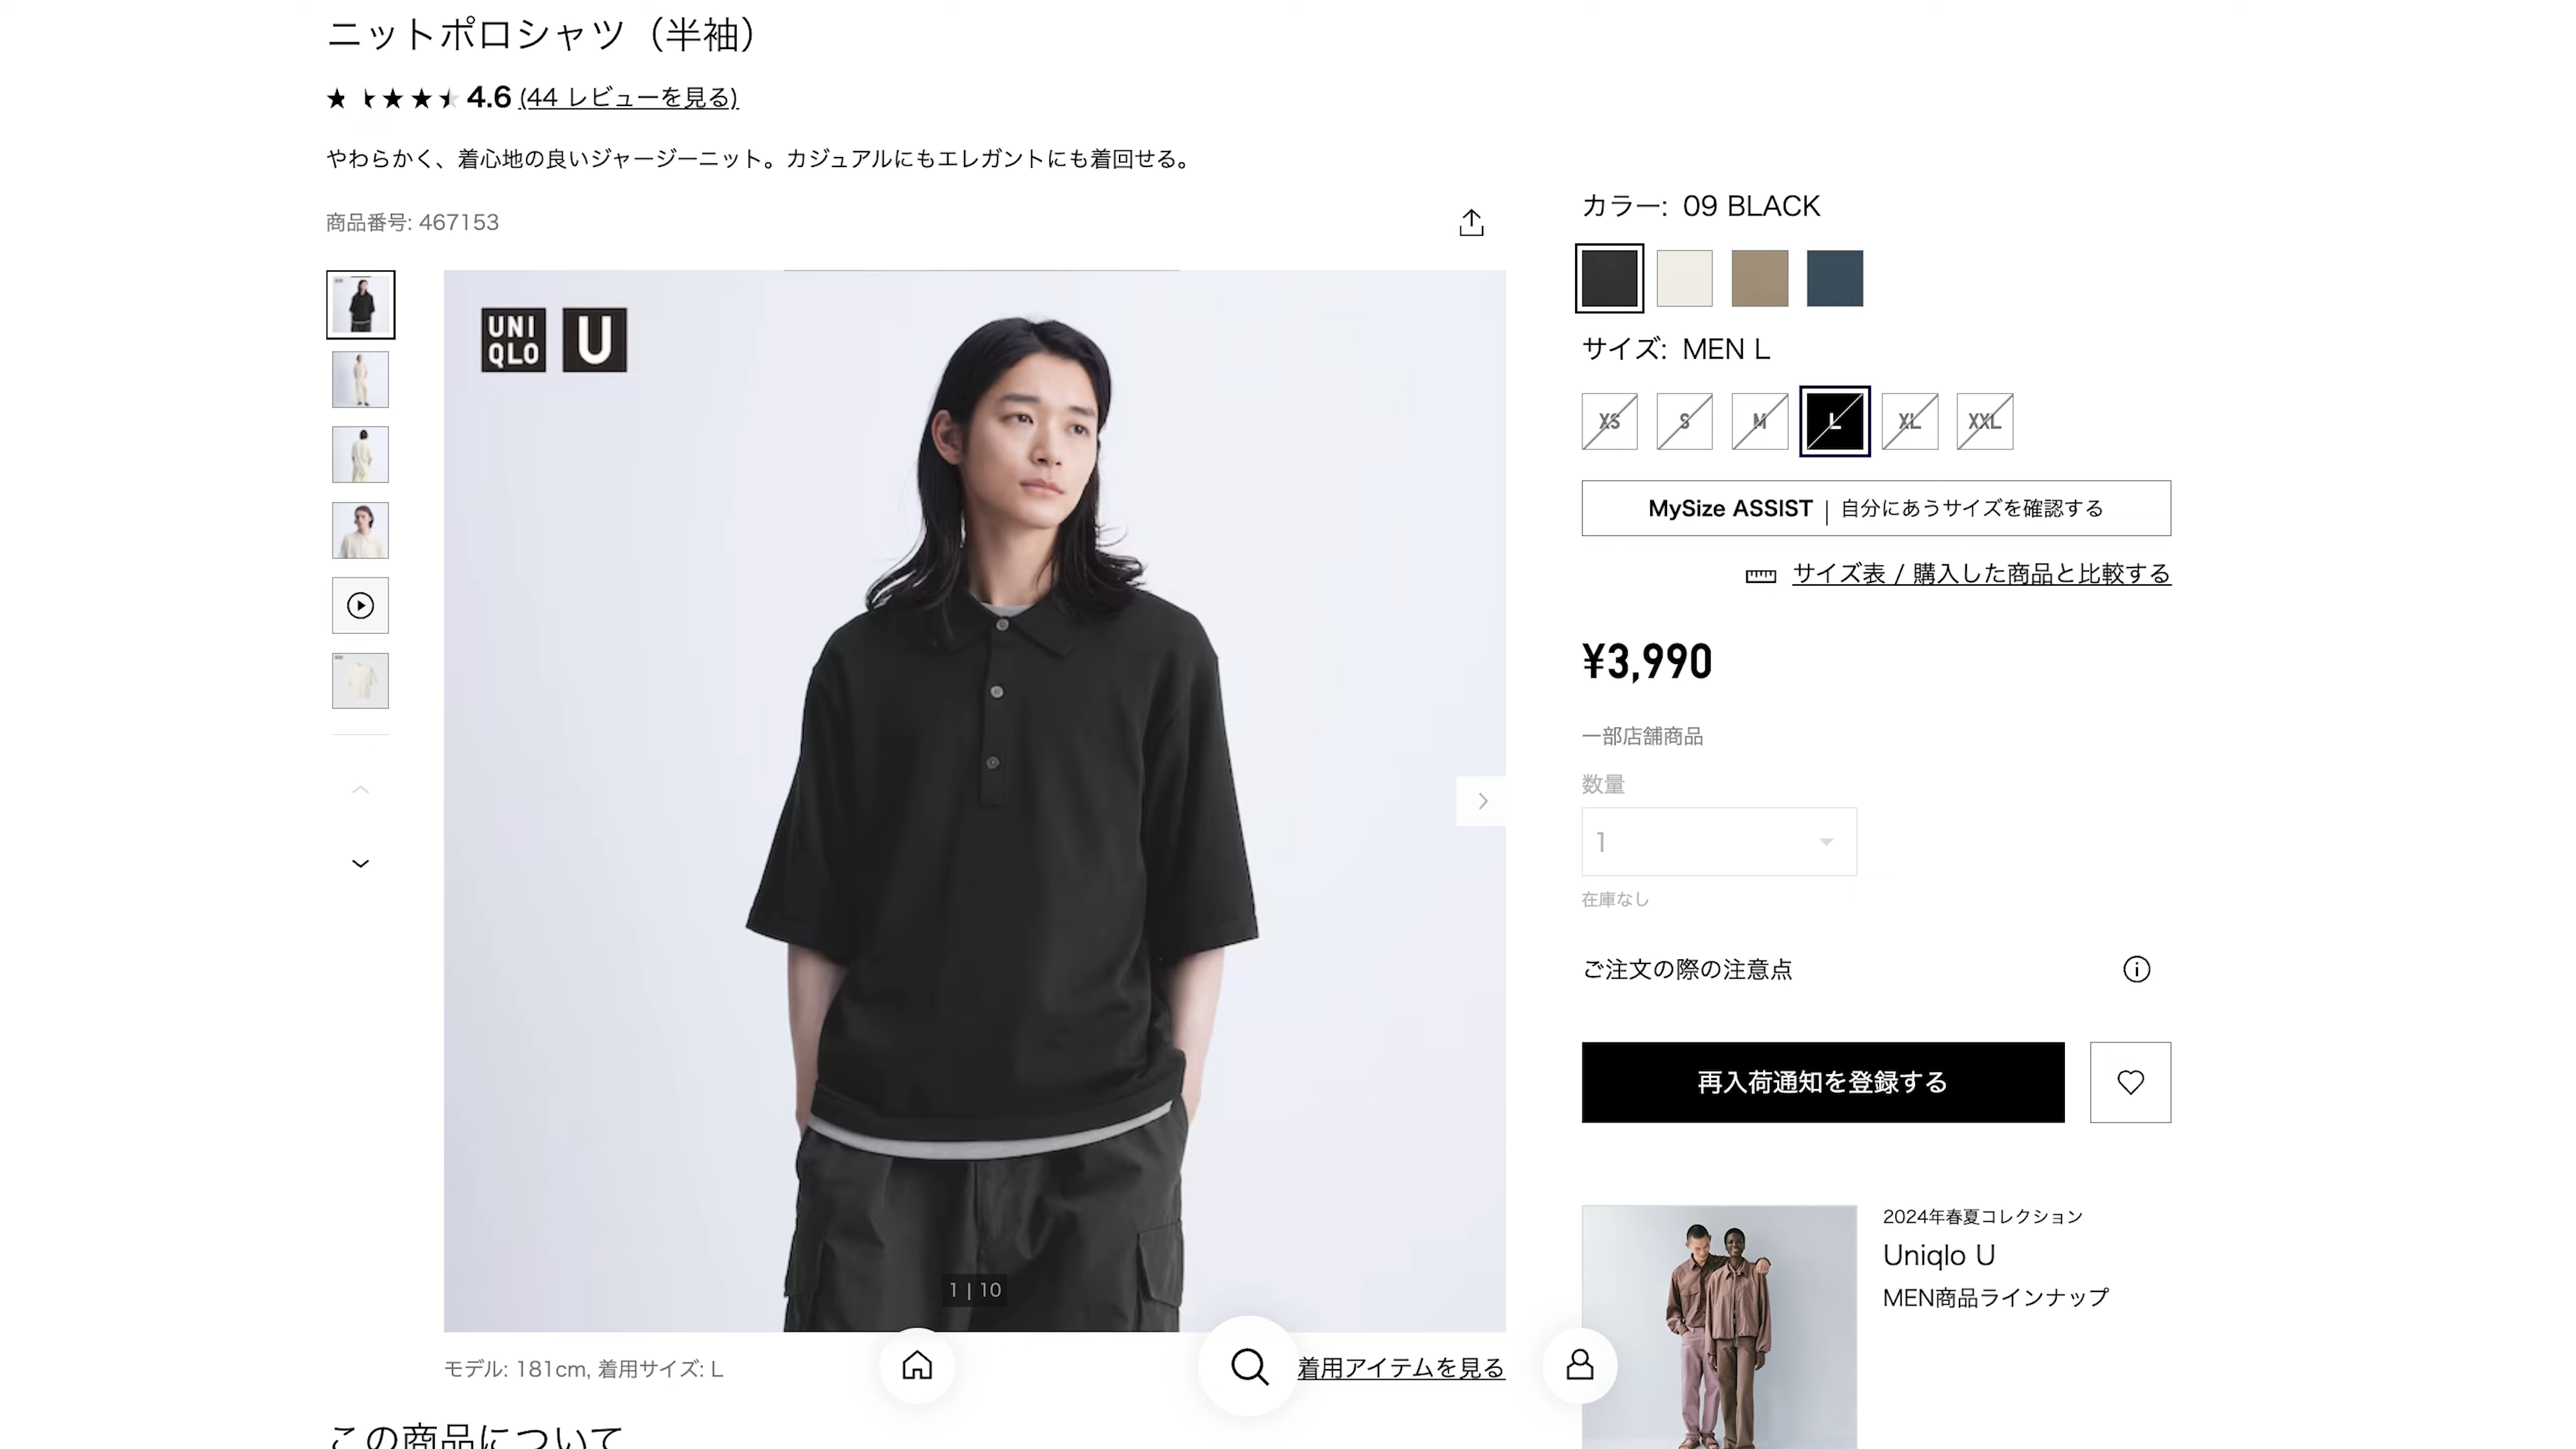 ニットポロシャツ（半袖）
4.6 (44 レビューを見る)
やわらかく、着心地の良いジャージーニット。カジュアルにもエレガントにも着回せる。
商品番号: 467153
UNI
QLO
U
1 | 10
モデル: 181cm, 着用サイズ: L
着用アイテムを見る
この商品について
カラー: 09 BLACK
サイズ: MEN L
XS S M L XL XXL
MySize ASSIST | 自分にあうサイズを確認する
サイズ表 / 購入した商品と比較する
¥3,990
一部店舗商品
数量
1
在庫なし
ご注文の際の注意点
再入荷通知を登録する
2024年春夏コレクション
Uniqlo U
MEN商品ラインナップ